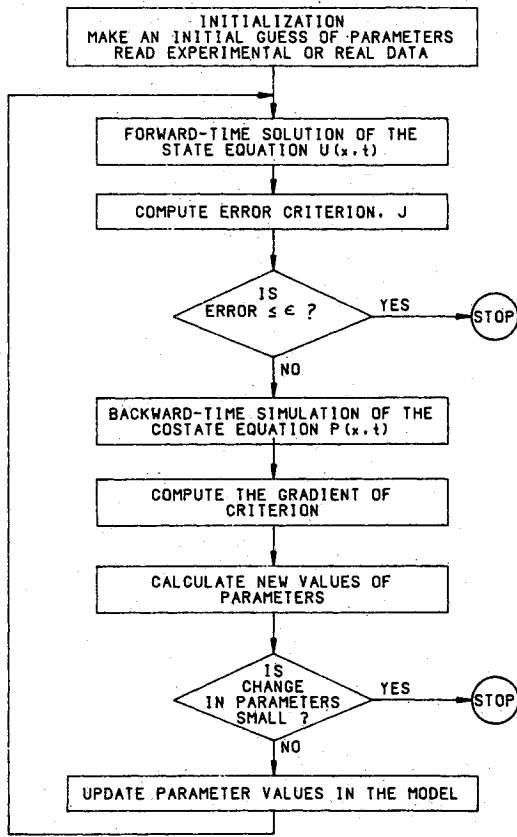 INITIALIZATION
MAKE AN INITIAL GUESS OF PARAMETERS
READ EXPERIMENTAL OR REAL DATA
FORWARD-TIME SOLUTION OF THE
STATE EQUATION U(x,t)
COMPUTE ERROR CRITERION, J
IS
ERROR ≤ ϵ ?
YES
STOP
NO
BACKWARD-TIME SIMULATION OF THE
COSTATE EQUATION P(x,t)
COMPUTE THE GRADIENT OF
CRITERION
CALCULATE NEW VALUES OF
PARAMETERS
IS
CHANGE
IN PARAMETERS
SMALL ?
YES
STOP
NO
UPDATE PARAMETER VALUES IN THE MODEL